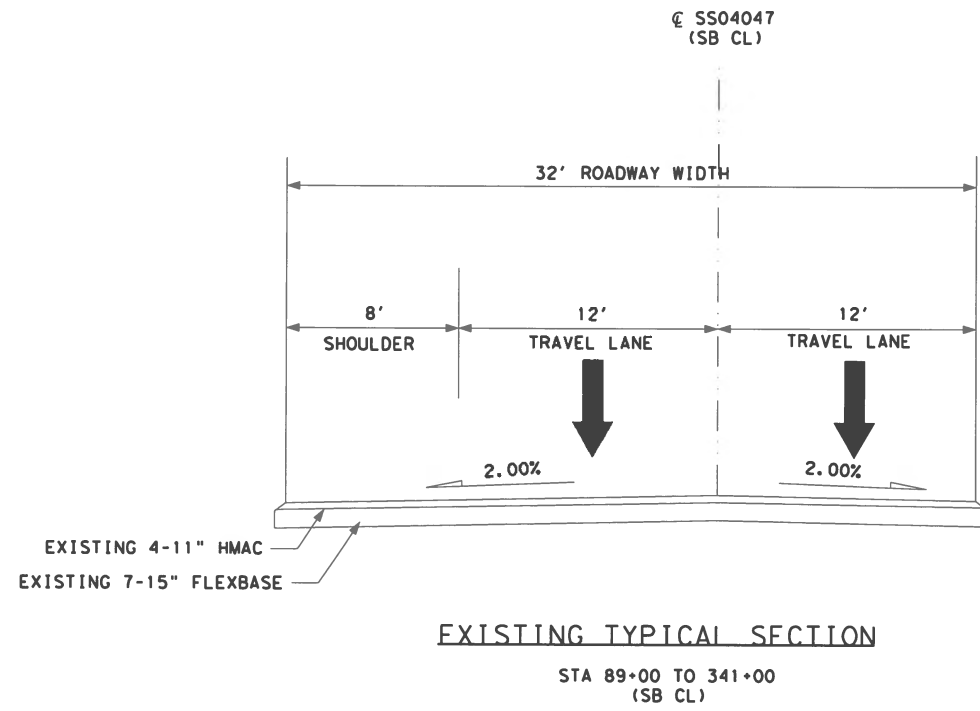 ℄ SS04047
(SB CL)
32' ROADWAY WIDTH
8'
SHOULDER
12'
TRAVEL LANE
12'
TRAVEL LANE
2.00%
2.00%
EXISTING 4-11" HMAC
EXISTING 7-15" FLEXBASE
EXISTING TYPICAL SECTION
STA 89+00 TO 341+00
(SB CL)